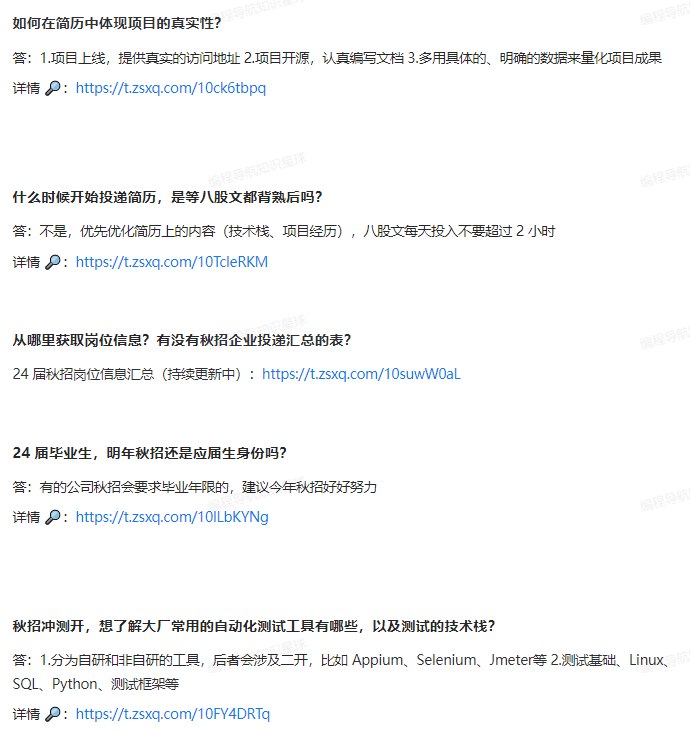 如何在简历中体现项目的真实性？
答：1.项目上线，提供真实的访问地址 2.项目开源，认真编写文档 3.多用具体的、明确的数据来量化项目成果
详情 🔎： https://t.zsxq.com/10ck6tbpq
编程导航知识星球
什么时候开始投递简历，是等八股文都背熟后吗？
答：不是，优先优化简历上的内容（技术栈、项目经历），八股文每天投入不要超过 2 小时
详情 🔎： https://t.zsxq.com/10TcleRKM
从哪里获取岗位信息？有没有秋招企业投递汇总的表？
24 届秋招岗位信息汇总（持续更新中）： https://t.zsxq.com/10suwW0aL
24 届毕业生，明年秋招还是应届生身份吗？
答：有的公司秋招会要求毕业年限的，建议今年秋招好好努力
详情 🔎： https://t.zsxq.com/10lLbKYNg
秋招冲测开，想了解大厂常用的自动化测试工具有哪些，以及测试的技术栈？
答：1.分为自研和非自研的工具，后者会涉及二开，比如 Appium、Selenium、Jmeter等 2.测试基础、Linux、
SQL、Python、测试框架等
详情 🔎： https://t.zsxq.com/10FY4DRTq